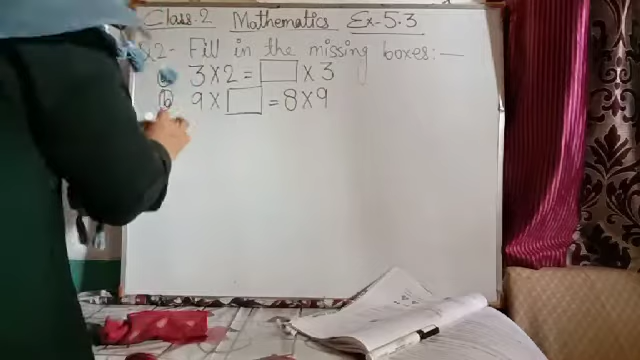 Class-2 Mathematics Ex-5.3
Q2- Fill in the missing boxes:—
(a) 3×2 = □ ×3
(b) 9× □ = 8×9